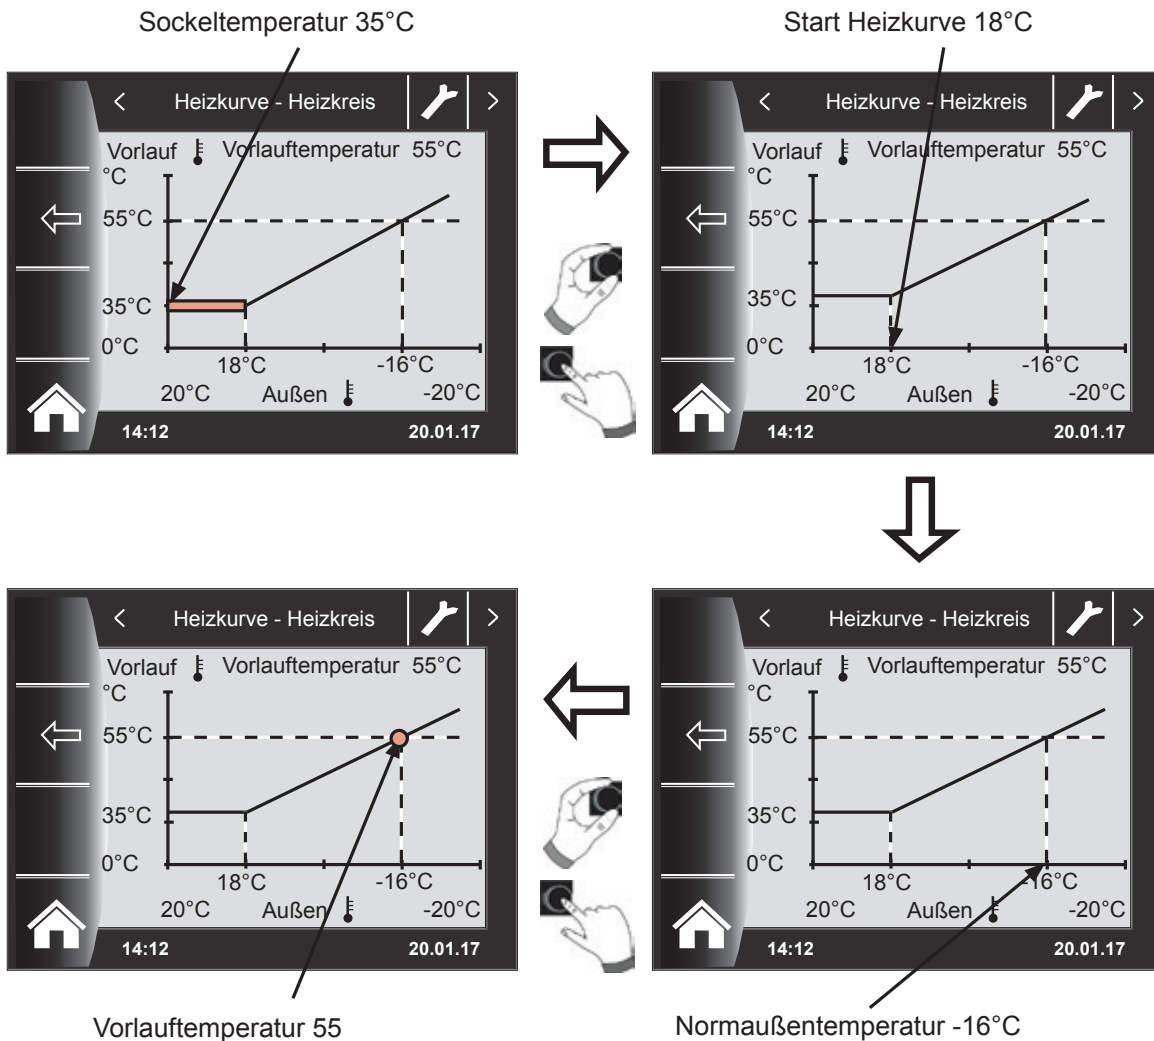 Sockeltemperatur 35°C
Start Heizkurve 18°C
< Heizkurve - Heizkreis >
Vorlauf Vorlauftemperatur 55°C
°C
55°C
35°C
0°C
18°C -16°C
20°C Außen -20°C
14:12 20.01.17
< Heizkurve - Heizkreis >
Vorlauf Vorlauftemperatur 55°C
°C
55°C
35°C
0°C
18°C -16°C
20°C Außen -20°C
14:12 20.01.17
< Heizkurve - Heizkreis >
Vorlauf Vorlauftemperatur 55°C
°C
55°C
35°C
0°C
18°C -16°C
20°C Außen -20°C
14:12 20.01.17
< Heizkurve - Heizkreis >
Vorlauf Vorlauftemperatur 55°C
°C
55°C
35°C
0°C
18°C -16°C
20°C Außen -20°C
14:12 20.01.17
Vorlauftemperatur 55
Normaußentemperatur -16°C